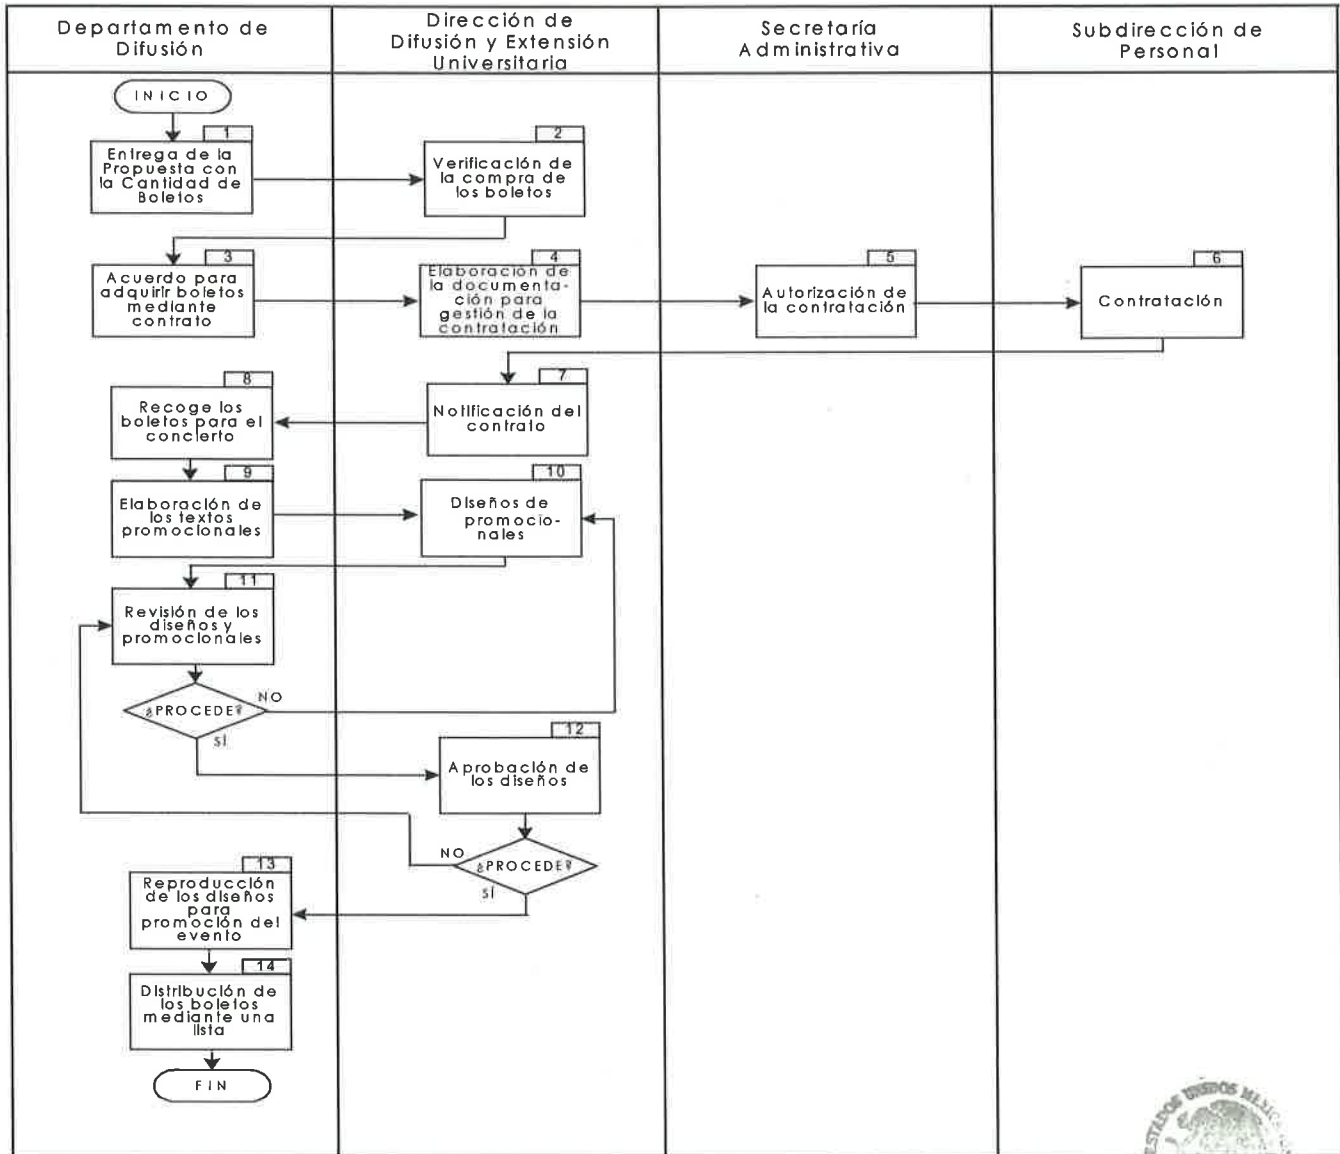 Departamento de
Difusión
Dirección de
Difusión y Extensión
Universitaria
Secretaría
Administrativa
Subdirección de
Personal
INICIO
1
Entrega de la
Propuesta con
la Cantidad de
Boletos
2
Verificación de
la compra de
los boletos
3
Acuerdo para
adquirir boletos
mediante
contrato
4
Elaboración de
la documenta-
ción para
gestión de la
contratación
5
Autorización de
la contratación
6
Contratación
7
Notificación del
contrato
8
Recoge los
boletos para el
concierto
9
Elaboración de
los textos
promocionales
10
Diseños de
promocio-
nales
11
Revisión de los
diseños y
promocionales
¿PROCEDE?
NO
SÍ
12
Aprobación de
los diseños
¿PROCEDE?
NO
SÍ
13
Reproducción
de los diseños
para
promoción del
evento
14
Distribución de
los boletos
mediante una
lista
FIN
ESTADOS UNIDOS